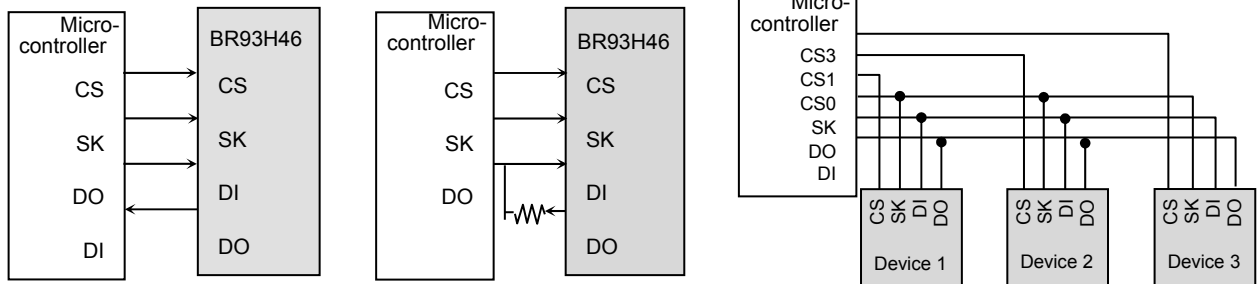 Micro-
controller
CS
SK
DO
DI
BR93H46
CS
SK
DI
DO
Micro-
controller
CS
SK
DO
BR93H46
CS
SK
DI
DO
Micro-
controller
CS3
CS1
CS0
SK
DO
DI
CS
SK
DI
DO
Device 1
CS
SK
DI
DO
Device 2
CS
SK
DI
DO
Device 3